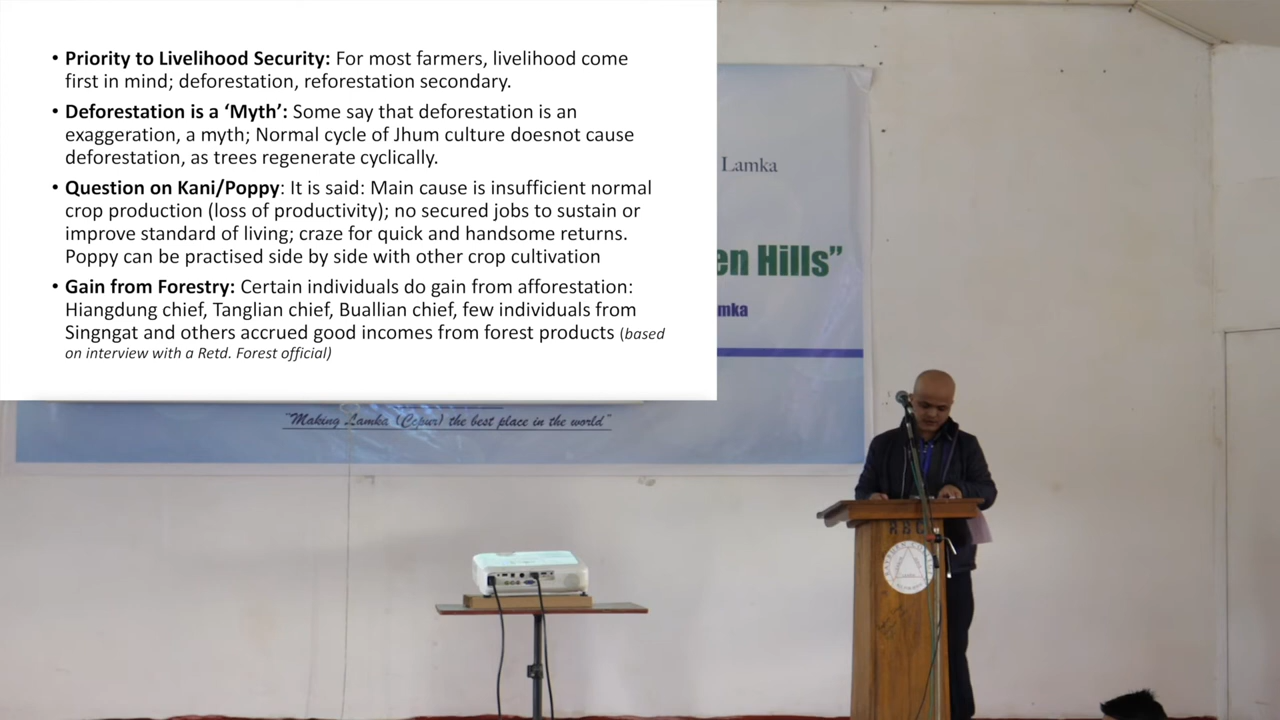 • Priority to Livelihood Security: For most farmers, livelihood come
first in mind; deforestation, reforestation secondary.
• Deforestation is a ‘Myth’: Some say that deforestation is an
exaggeration, a myth; Normal cycle of Jhum culture doesnot cause
deforestation, as trees regenerate cyclically.
• Question on Kani/Poppy: It is said: Main cause is insufficient normal
crop production (loss of productivity); no secured jobs to sustain or
improve standard of living; craze for quick and handsome returns.
Poppy can be practised side by side with other crop cultivation
• Gain from Forestry: Certain individuals do gain from afforestation:
Hiangdung chief, Tanglian chief, Buallian chief, few individuals from
Singngat and others accrued good incomes from forest products (based
on interview with a Retd. Forest official)
Lamka
en Hills”
mka
"Making Lamka (Ccpur) the best place in the world"
RBC